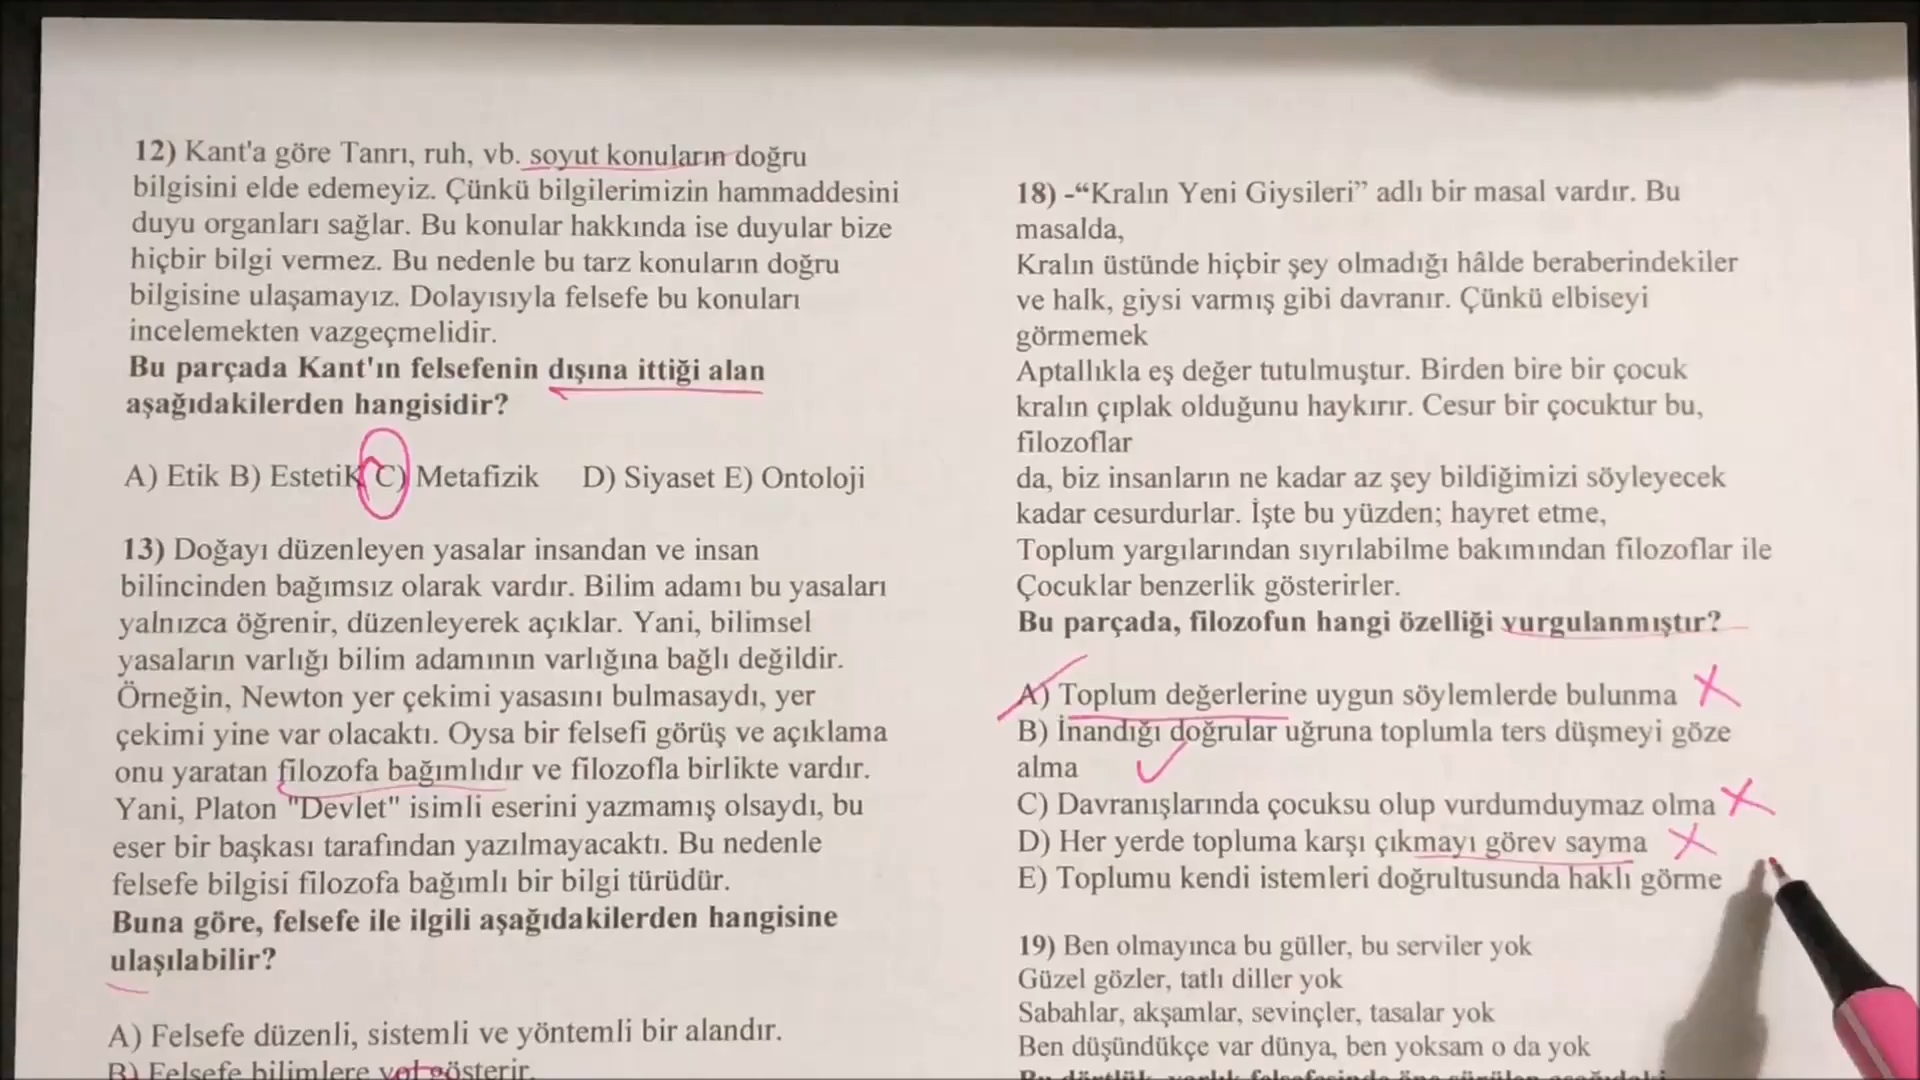 12) Kant'a göre Tanrı, ruh, vb. soyut konuların doğru
bilgisini elde edemeyiz. Çünkü bilgilerimizin hammaddesini
duyu organları sağlar. Bu konular hakkında ise duyular bize
hiçbir bilgi vermez. Bu nedenle bu tarz konuların doğru
bilgisine ulaşamayız. Dolayısıyla felsefe bu konuları
incelemekten vazgeçmelidir.
Bu parçada Kant'ın felsefenin dışına ittiği alan
aşağıdakilerden hangisidir?
A) Etik B) EstetiK C) Metafizik D) Siyaset E) Ontoloji
13) Doğayı düzenleyen yasalar insandan ve insan
bilincinden bağımsız olarak vardır. Bilim adamı bu yasaları
yalnızca öğrenir, düzenleyerek açıklar. Yani, bilimsel
yasaların varlığı bilim adamının varlığına bağlı değildir.
Örneğin, Newton yer çekimi yasasını bulmasaydı, yer
çekimi yine var olacaktı. Oysa bir felsefi görüş ve açıklama
onu yaratan filozofa bağımlıdır ve filozofla birlikte vardır.
Yani, Platon "Devlet" isimli eserini yazmamış olsaydı, bu
eser bir başkası tarafından yazılmayacaktı. Bu nedenle
felsefe bilgisi filozofa bağımlı bir bilgi türüdür.
Buna göre, felsefe ile ilgili aşağıdakilerden hangisine
ulaşılabilir?
A) Felsefe düzenli, sistemli ve yöntemli bir alandır.
B) Felsefe bilimlere yol gösterir.
18) -“Kralın Yeni Giysileri” adlı bir masal vardır. Bu
masalda,
Kralın üstünde hiçbir şey olmadığı hâlde beraberindekiler
ve halk, giysi varmış gibi davranır. Çünkü elbiseyi
görmemek
Aptallıkla eş değer tutulmuştur. Birden bire bir çocuk
kralın çıplak olduğunu haykırır. Cesur bir çocuktur bu,
filozoflar
da, biz insanların ne kadar az şey bildiğimizi söyleyecek
kadar cesurdurlar. İşte bu yüzden; hayret etme,
Toplum yargılarından sıyrılabilme bakımından filozoflar ile
Çocuklar benzerlik gösterirler.
Bu parçada, filozofun hangi özelliği vurgulanmıştır?
A) Toplum değerlerine uygun söylemlerde bulunma
B) İnandığı doğrular uğruna toplumla ters düşmeyi göze
alma
C) Davranışlarında çocuksu olup vurdumduymaz olma
D) Her yerde topluma karşı çıkmayı görev sayma
E) Toplumu kendi istemleri doğrultusunda haklı görme
19) Ben olmayınca bu güller, bu serviler yok
Güzel gözler, tatlı diller yok
Sabahlar, akşamlar, sevinçler, tasalar yok
Ben düşündükçe var dünya, ben yoksam o da yok
Bu dörtlük, varlık felsefesinde öne sürülen